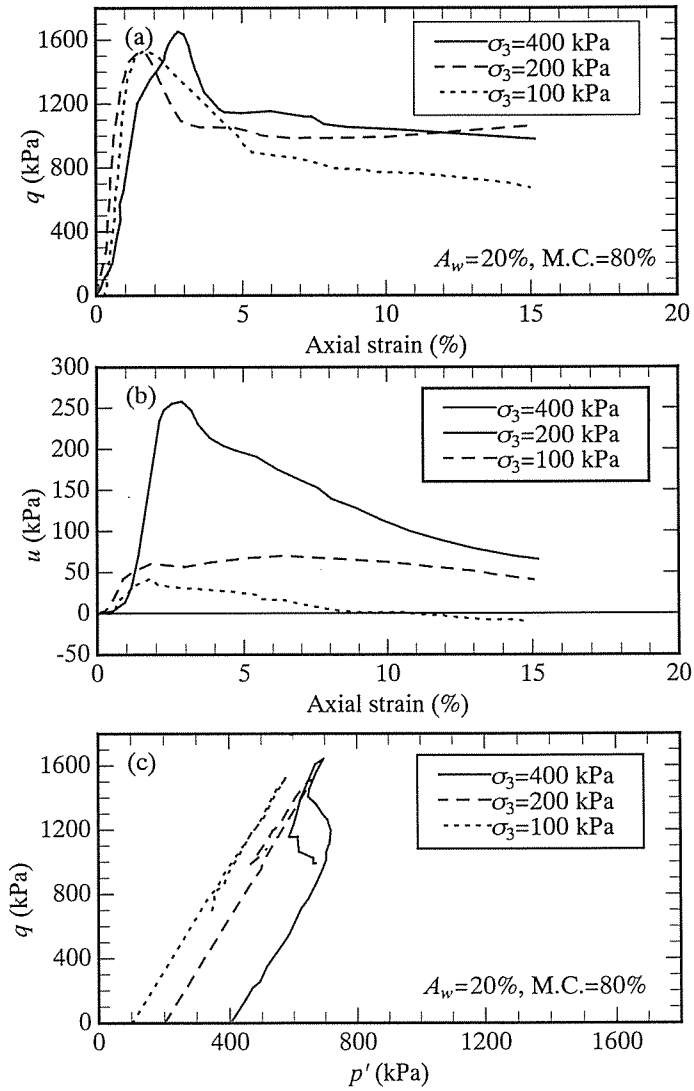 (a)
σ3=400 kPa
σ3=200 kPa
σ3=100 kPa
1600
1200
800
400
0
q (kPa)
Aw=20%, M.C.=80%
0 5 10 15 20
Axial strain (%)
(b)
σ3=400 kPa
σ3=200 kPa
σ3=100 kPa
300
250
200
150
100
50
0
-50
u (kPa)
0 5 10 15 20
Axial strain (%)
(c)
σ3=400 kPa
σ3=200 kPa
σ3=100 kPa
1600
1200
800
400
0
q (kPa)
Aw=20%, M.C.=80%
0 400 800 1200 1600
p' (kPa)